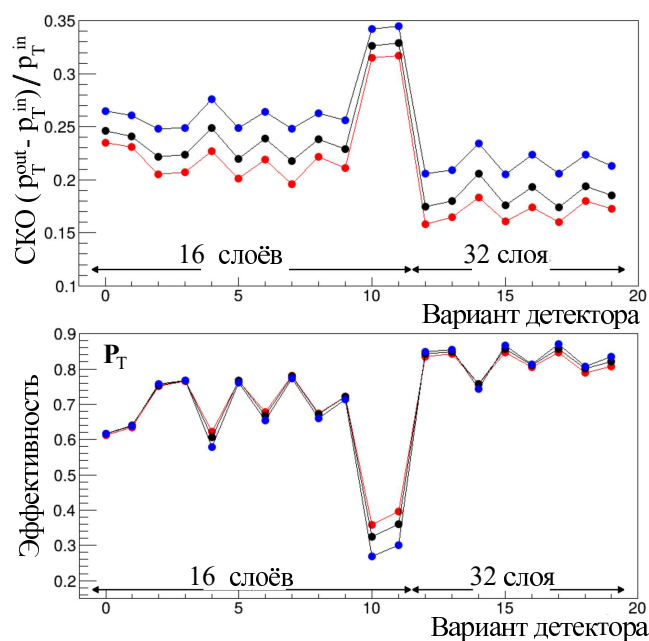 СКО ( p_T^out - p_T^in ) / p_T^in
0.35
0.3
0.25
0.2
0.15
0.1
16 слоёв
32 слоя
0 5 10 15 20
Вариант детектора
Эффективность
P_T
0.9
0.8
0.7
0.6
0.5
0.4
0.3
0.2
16 слоёв
32 слоя
0 5 10 15 20
Вариант детектора